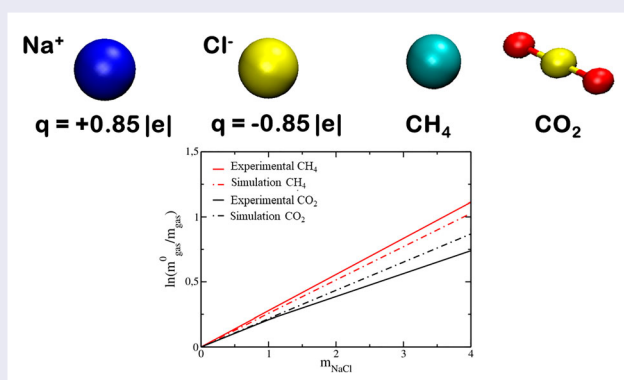 Na⁺ Cl⁻
q = +0.85|e| q = -0.85|e| CH₄ CO₂
1,5
Experimental CH₄
Simulation CH₄
Experimental CO₂
Simulation CO₂
1
0,5
0
ln(m⁰gas/mgas)
0 1 2 3 4
mNaCl